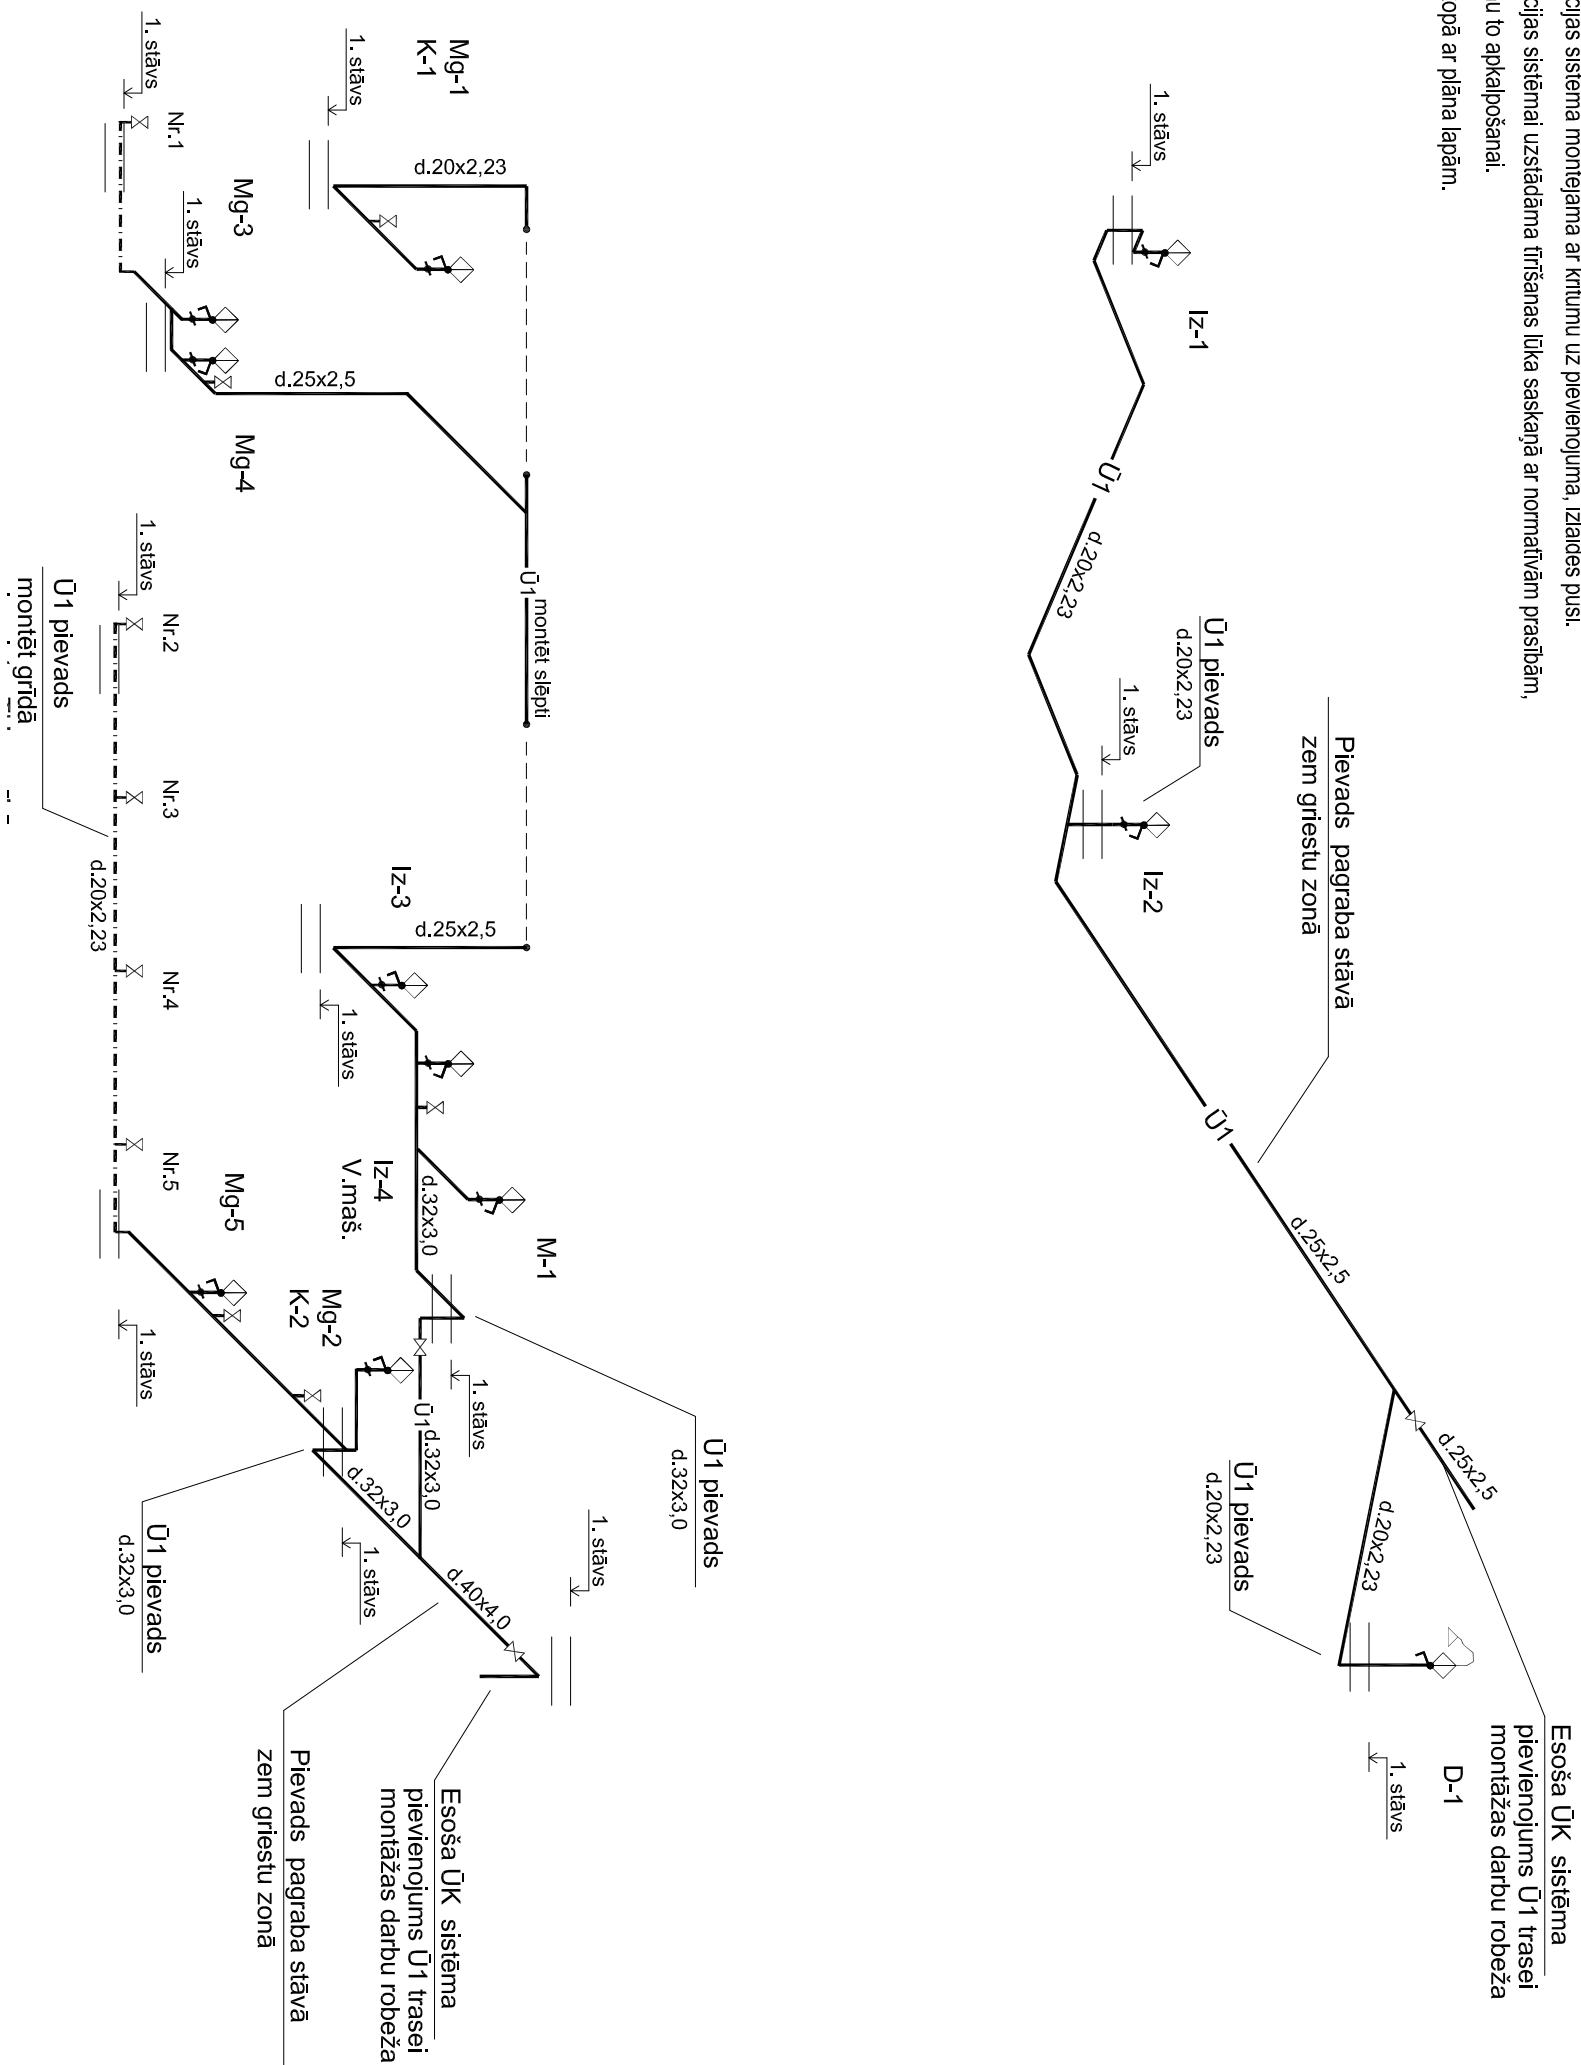 cijas sistēma montējama ar kritumu uz pievienojuma, izlaides pusi.
cijas sistēmai uzstādāma tīrīšanas lūka saskaņā ar normatīvām prasībām,
u to apkalpošanai.
kopā ar plāna lapām.
Esoša ŪK sistēma
pievienojums Ū1 trasei
montāžas darbu robeža
D-1
1. stāvs
d.25x2,5
d.20x2,23
Ū1 pievads
d.20x2,23
d.25x2,5
Pievads pagraba stāvā
zem griestu zonā
Ū1
Ū1 pievads
d.20x2,23
1. stāvs
Iz-2
Iz-1
1. stāvs
Ū1
d.20x2,23
Mg-1
K-1
1. stāvs
d.20x2,23
1. stāvs
Nr.1
Mg-3
1. stāvs
d.25x2,5
Mg-4
Ū1
montēt slēpti
Iz-3
d.25x2,5
1. stāvs
Iz-4
V.maš.
d.32x3,0
M-1
1. stāvs
Ū1 pievads
d.32x3,0
1. stāvs
Ū1
d.32x3,0
Mg-2
K-2
d.32x3,0
1. stāvs
d.40x4,0
Esoša ŪK sistēma
pievienojums Ū1 trasei
montāžas darbu robeža
Pievads pagraba stāvā
zem griestu zonā
Ū1 pievads
d.32x3,0
1. stāvs
Nr.2
Nr.3
Nr.4
Nr.5
Mg-5
1. stāvs
d.20x2,23
Ū1 pievads
montēt grīdā